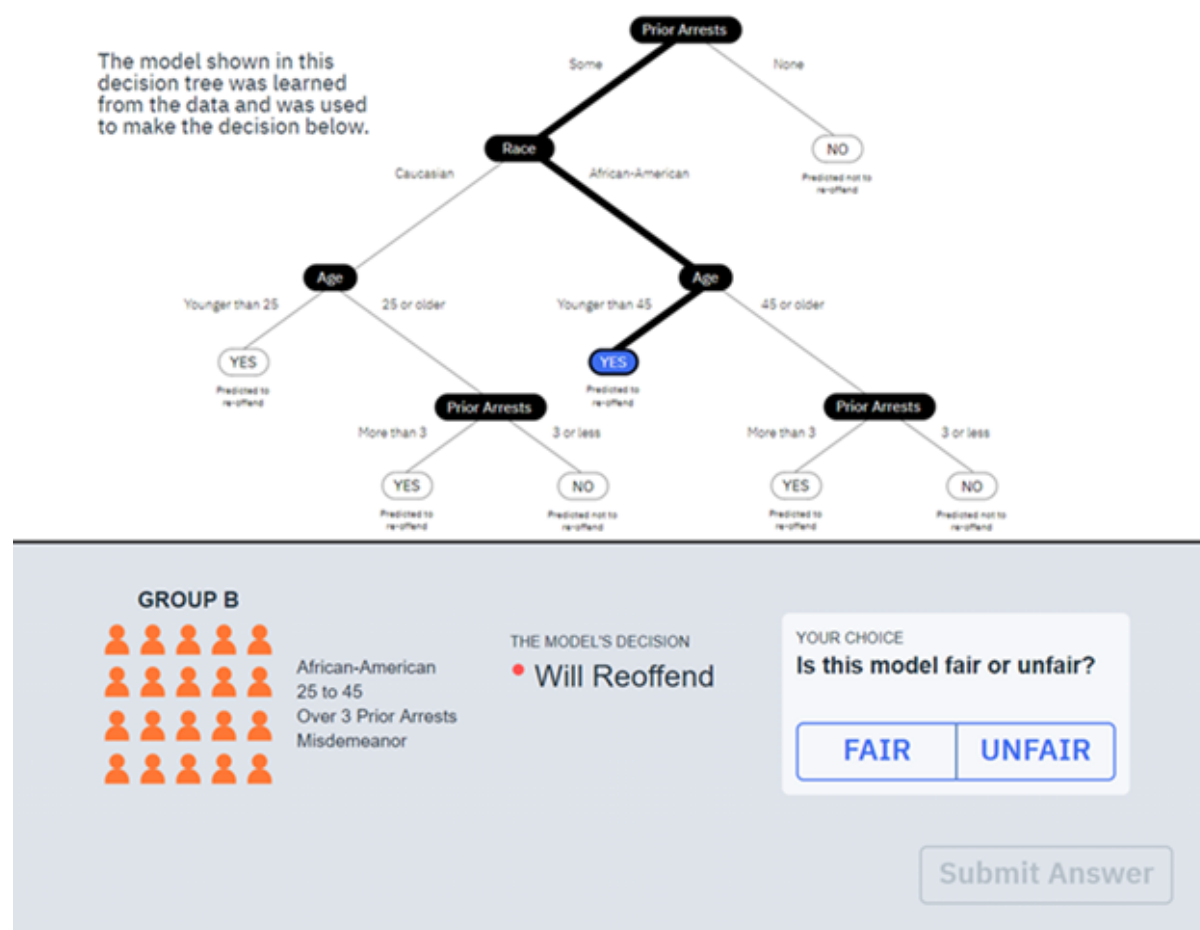 Prior Arrests
The model shown in this
decision tree was learned
from the data and was used
to make the decision below.
Some
None
Race
NO
Predicted not to
re-offend
Caucasian
African-American
Age
Age
Younger than 25
25 or older
Younger than 45
45 or older
YES
Predicted to
re-offend
YES
Predicted to
re-offend
Prior Arrests
Prior Arrests
More than 3
3 or less
More than 3
3 or less
YES
Predicted to
re-offend
NO
Predicted not to
re-offend
YES
Predicted to
re-offend
NO
Predicted not to
re-offend
GROUP B
African-American
25 to 45
Over 3 Prior Arrests
Misdemeanor
THE MODEL'S DECISION
Will Reoffend
YOUR CHOICE
Is this model fair or unfair?
FAIR
UNFAIR
Submit Answer